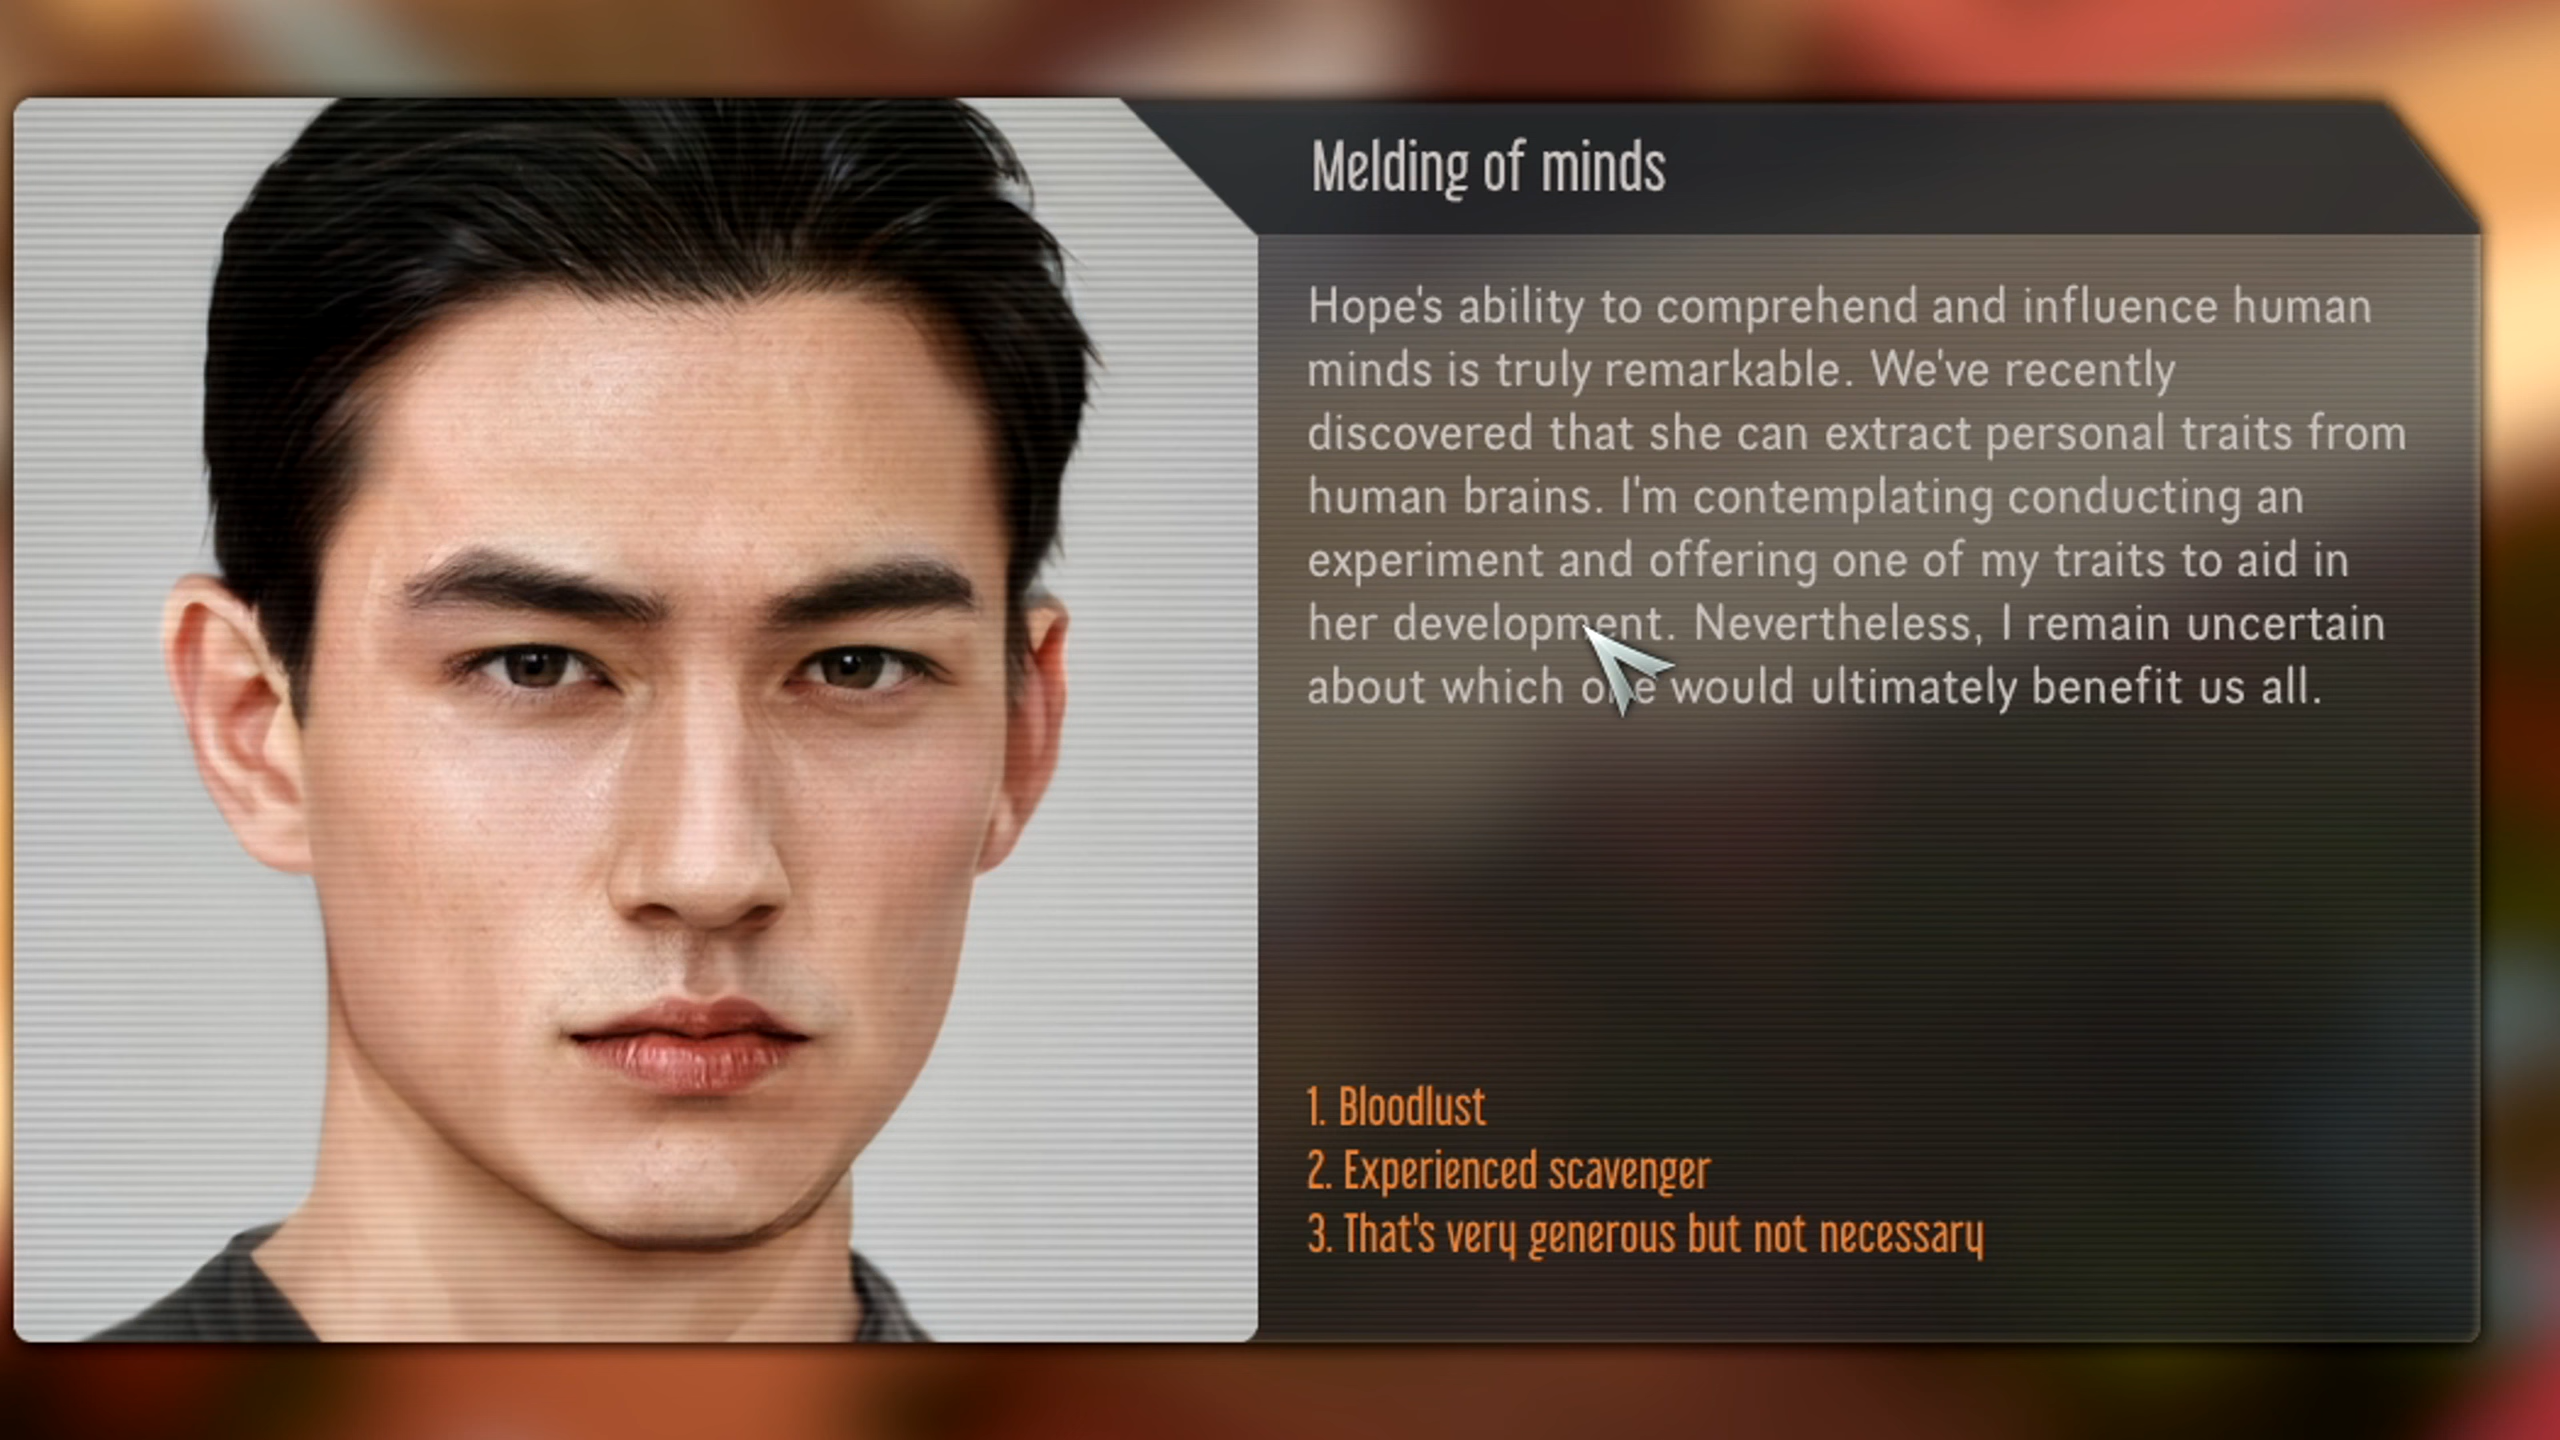 Melding of minds
Hope's ability to comprehend and influence human
minds is truly remarkable. We've recently
discovered that she can extract personal traits from
human brains. I'm contemplating conducting an
experiment and offering one of my traits to aid in
her development. Nevertheless, I remain uncertain
about which one would ultimately benefit us all.
1. Bloodlust
2. Experienced scavenger
3. That's very generous but not necessary